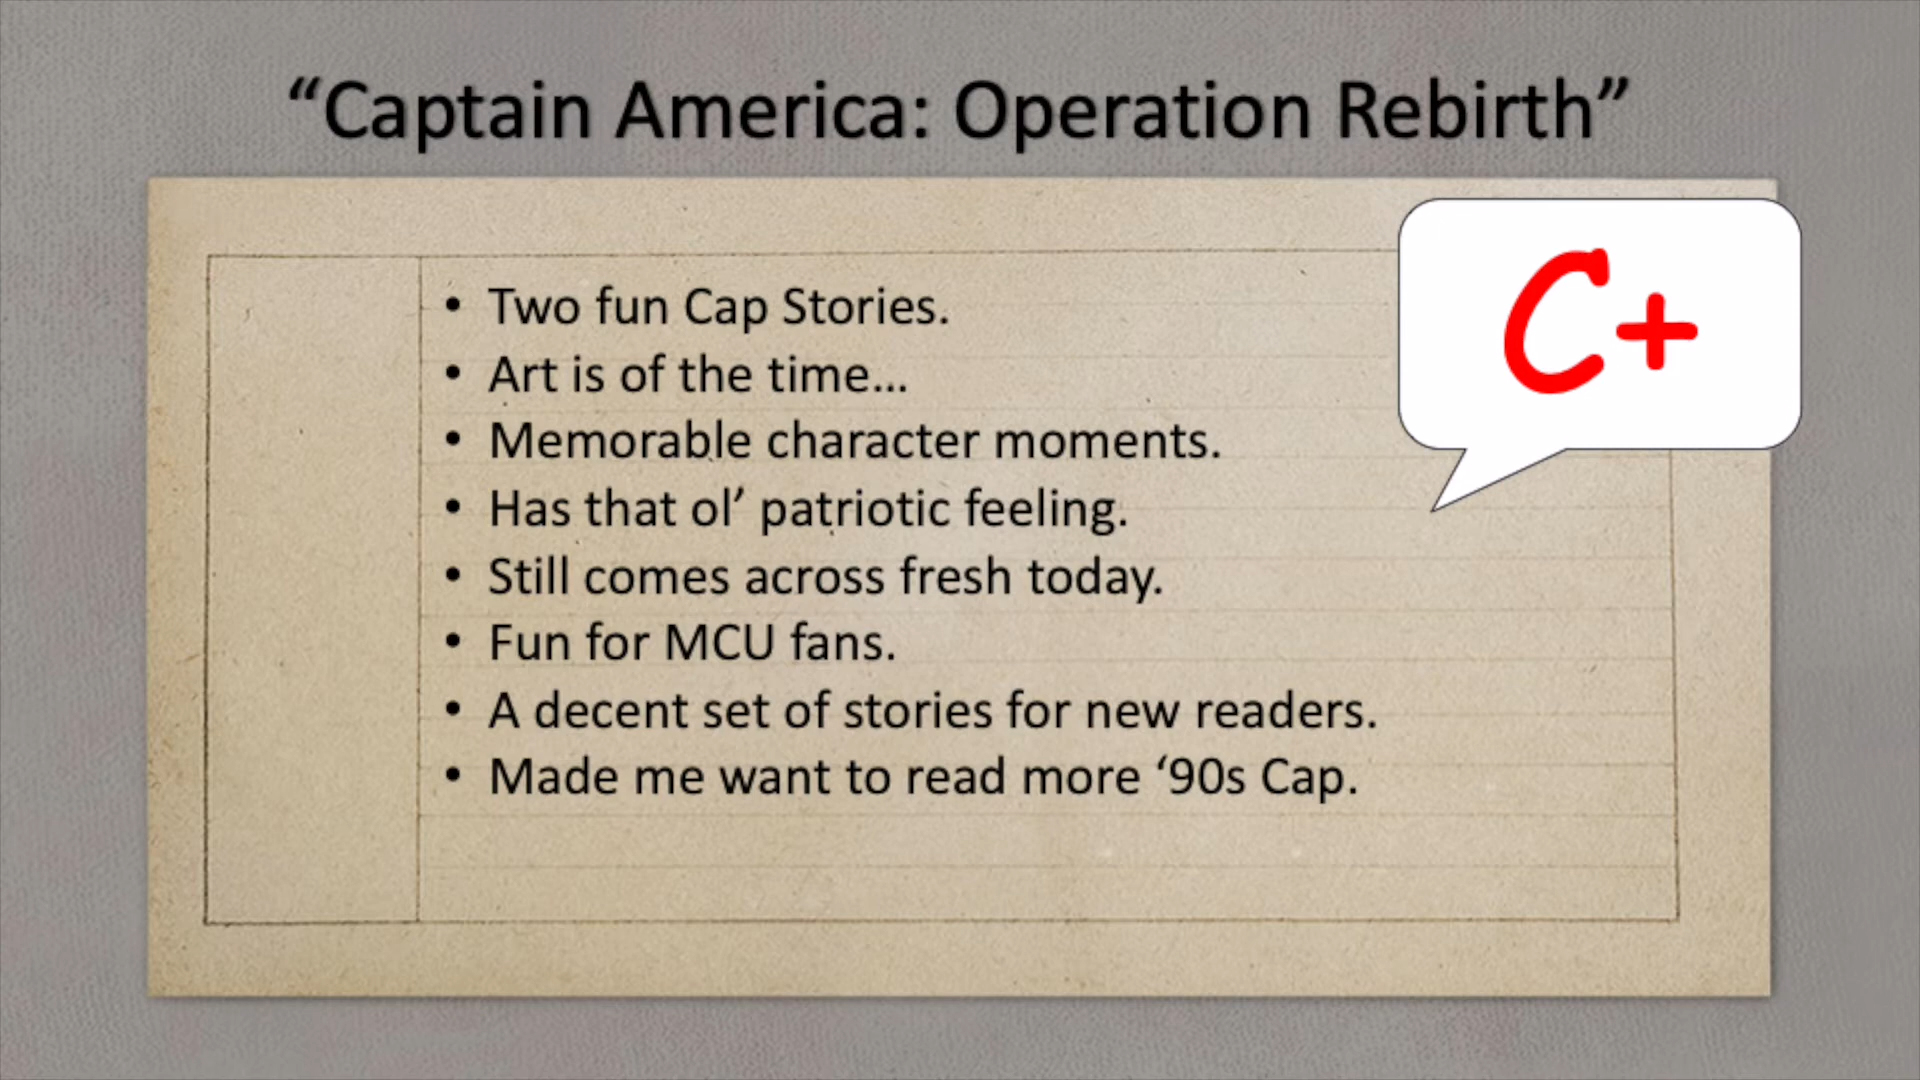 “Captain America: Operation Rebirth”
C+
• Two fun Cap Stories.
• Art is of the time...
• Memorable character moments.
• Has that ol’ patriotic feeling.
• Still comes across fresh today.
• Fun for MCU fans.
• A decent set of stories for new readers.
• Made me want to read more ‘90s Cap.